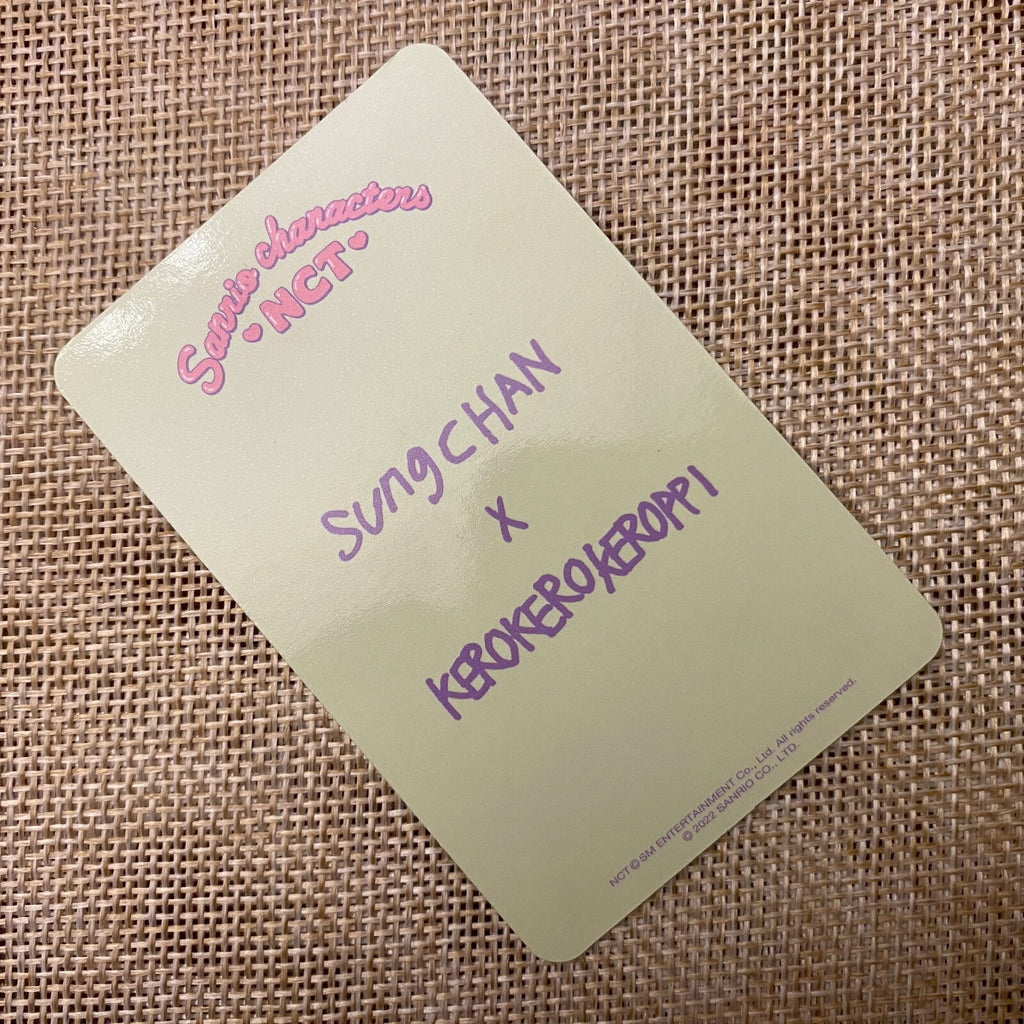 Sanrio characters
NCT
SungCHAN
X
KEROKEROKEROPPI
NCT © SM ENTERTAINMENT Co., Ltd. All rights reserved.
© 2022 SANRIO CO., LTD.